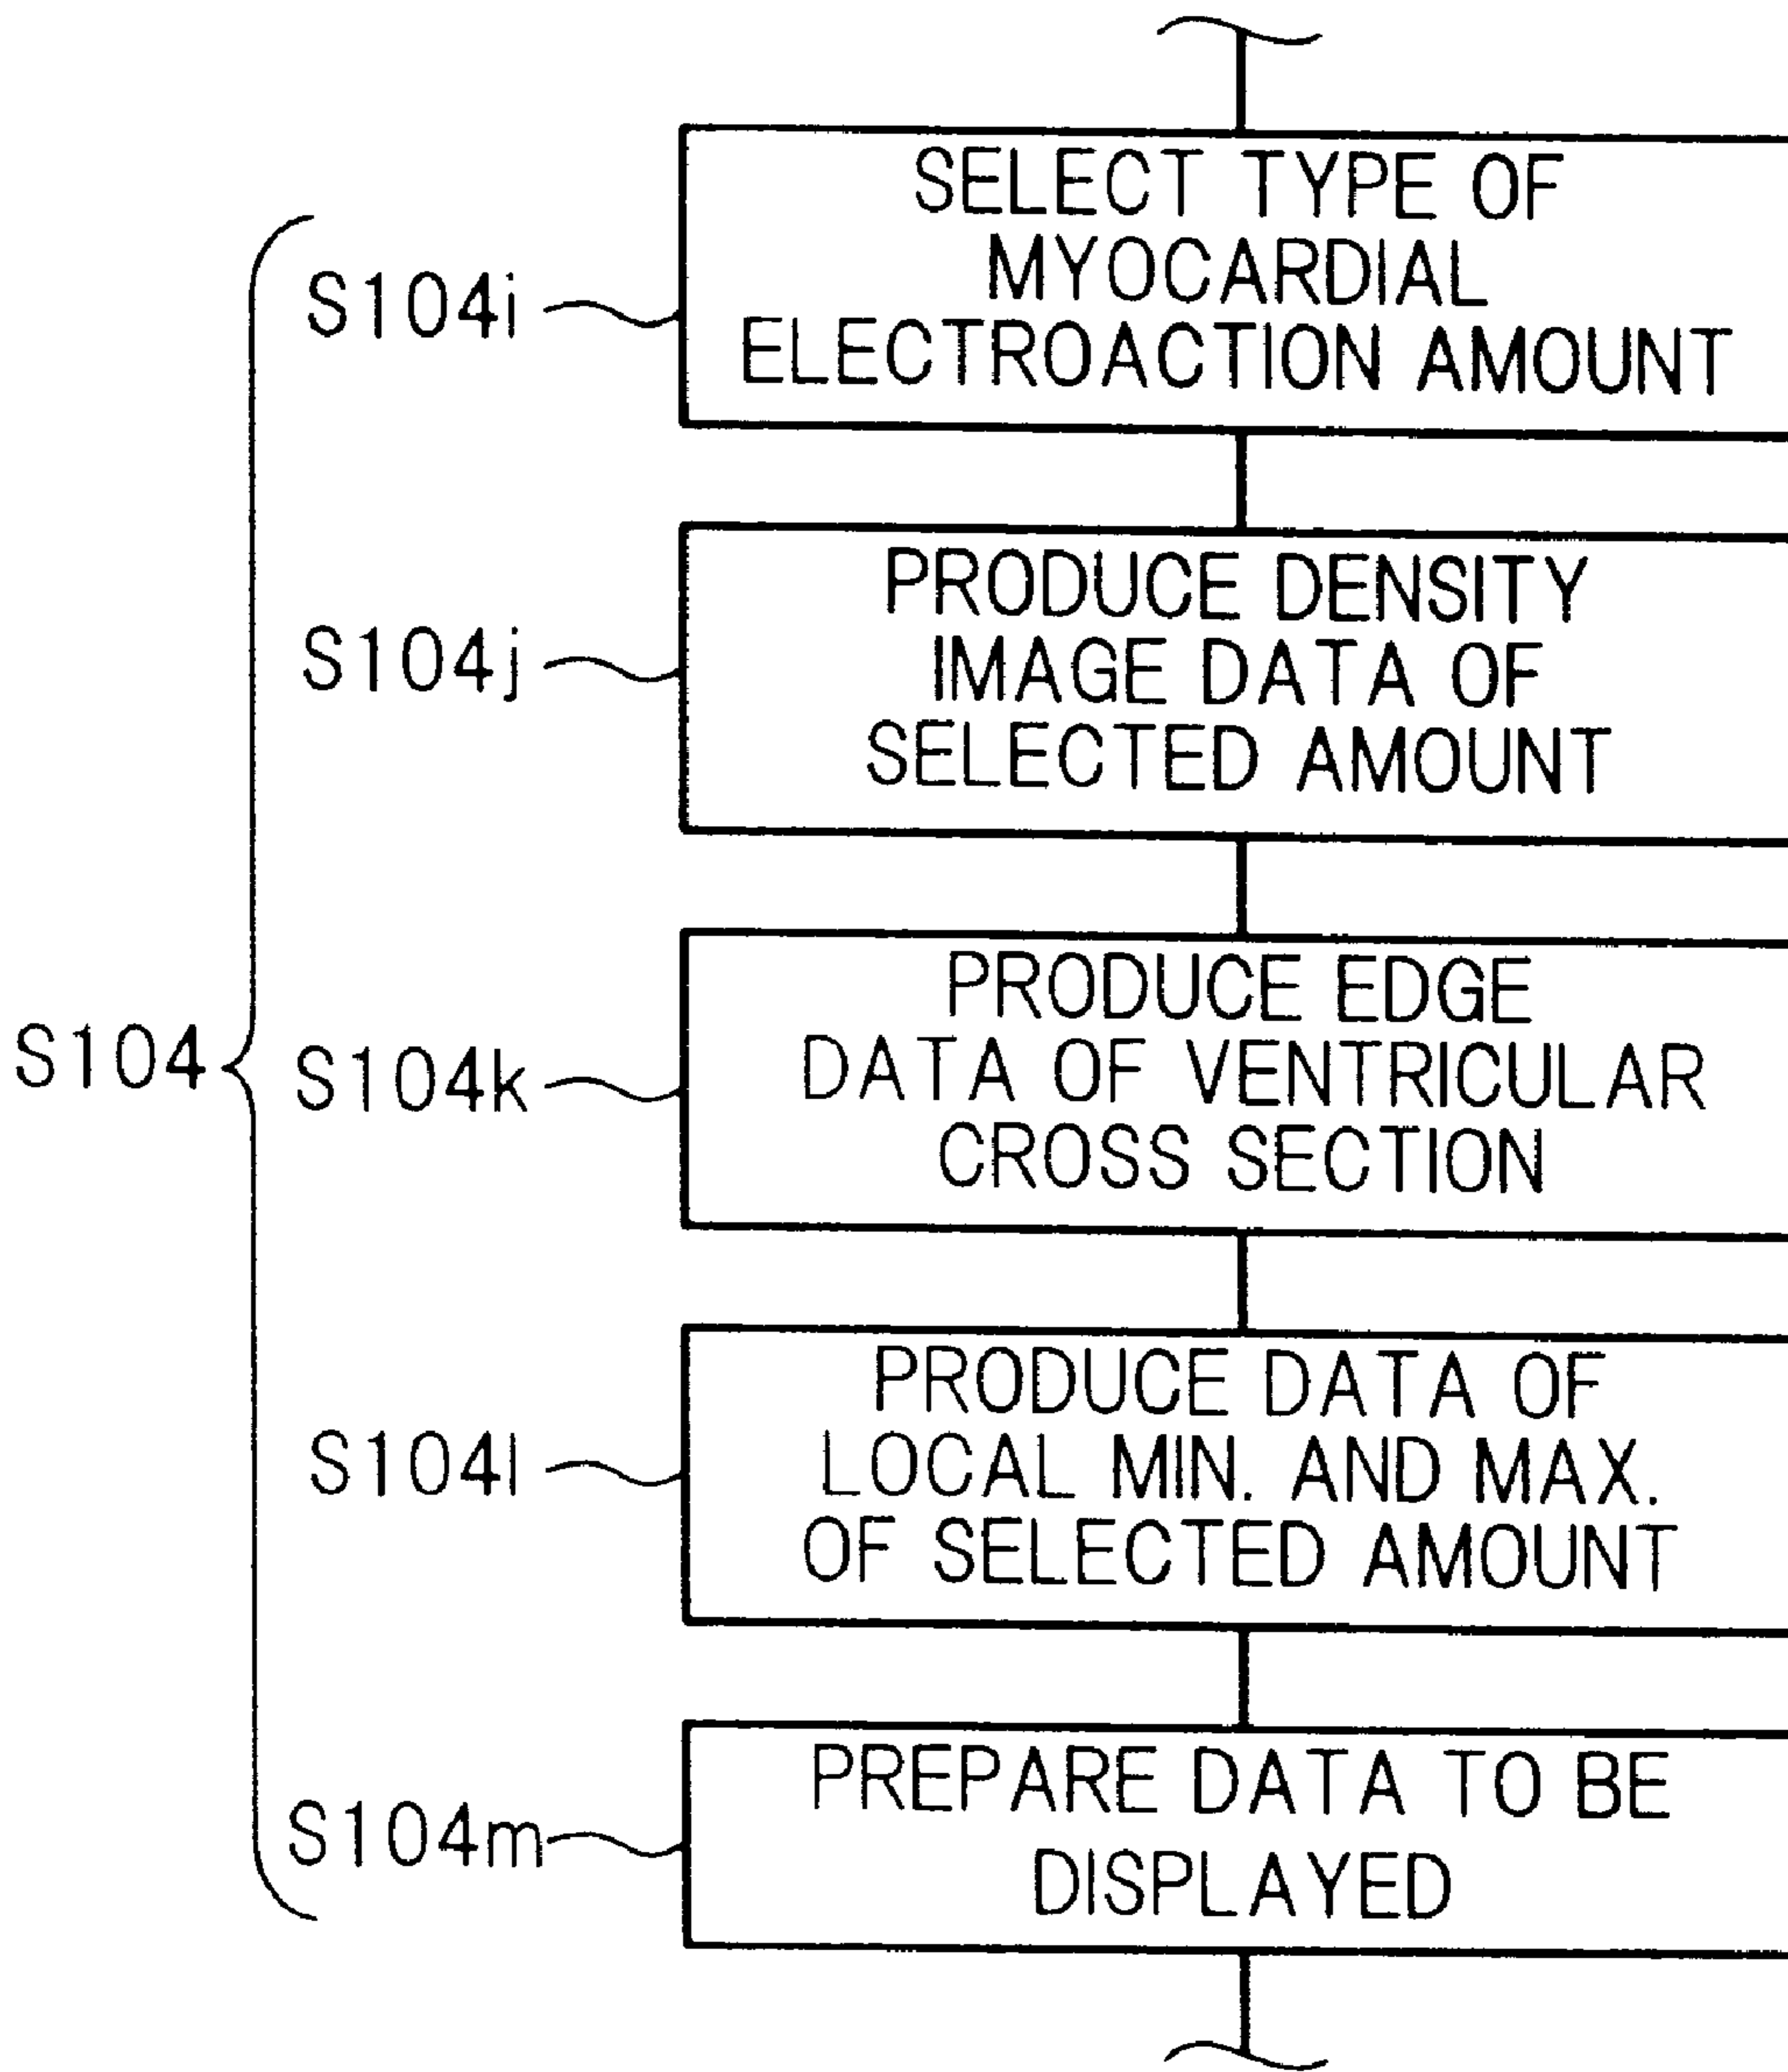 SELECT TYPE OF
MYOCARDIAL
ELECTROACTION AMOUNT
S104i
PRODUCE DENSITY
IMAGE DATA OF
SELECTED AMOUNT
S104j
PRODUCE EDGE
DATA OF VENTRICULAR
CROSS SECTION
S104
S104k
PRODUCE DATA OF
LOCAL MIN. AND MAX.
OF SELECTED AMOUNT
S104l
PREPARE DATA TO BE
DISPLAYED
S104m